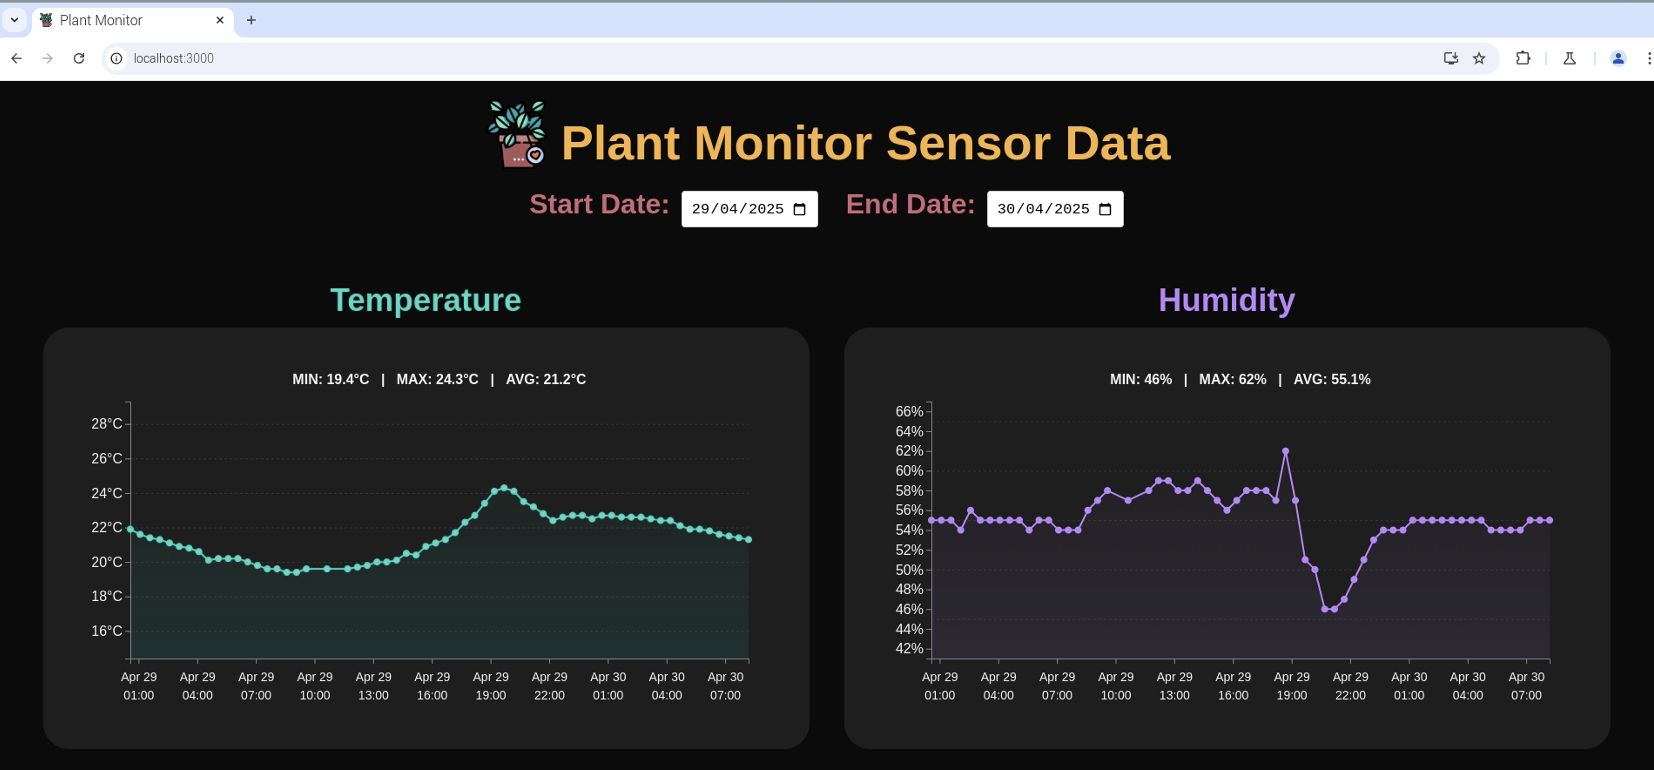 Plant Monitor
localhost:3000
Plant Monitor Sensor Data
Start Date: 29/04/2025 End Date: 30/04/2025
Temperature
MIN: 19.4°C | MAX: 24.3°C | AVG: 21.2°C
28°C
26°C
24°C
22°C
20°C
18°C
16°C
Apr 29 Apr 29 Apr 29 Apr 29 Apr 29 Apr 29 Apr 29 Apr 29 Apr 30 Apr 30 Apr 30
01:00 04:00 07:00 10:00 13:00 16:00 19:00 22:00 01:00 04:00 07:00
Humidity
MIN: 46% | MAX: 62% | AVG: 55.1%
66%
64%
62%
60%
58%
56%
54%
52%
50%
48%
46%
44%
42%
Apr 29 Apr 29 Apr 29 Apr 29 Apr 29 Apr 29 Apr 29 Apr 29 Apr 30 Apr 30 Apr 30
01:00 04:00 07:00 10:00 13:00 16:00 19:00 22:00 01:00 04:00 07:00